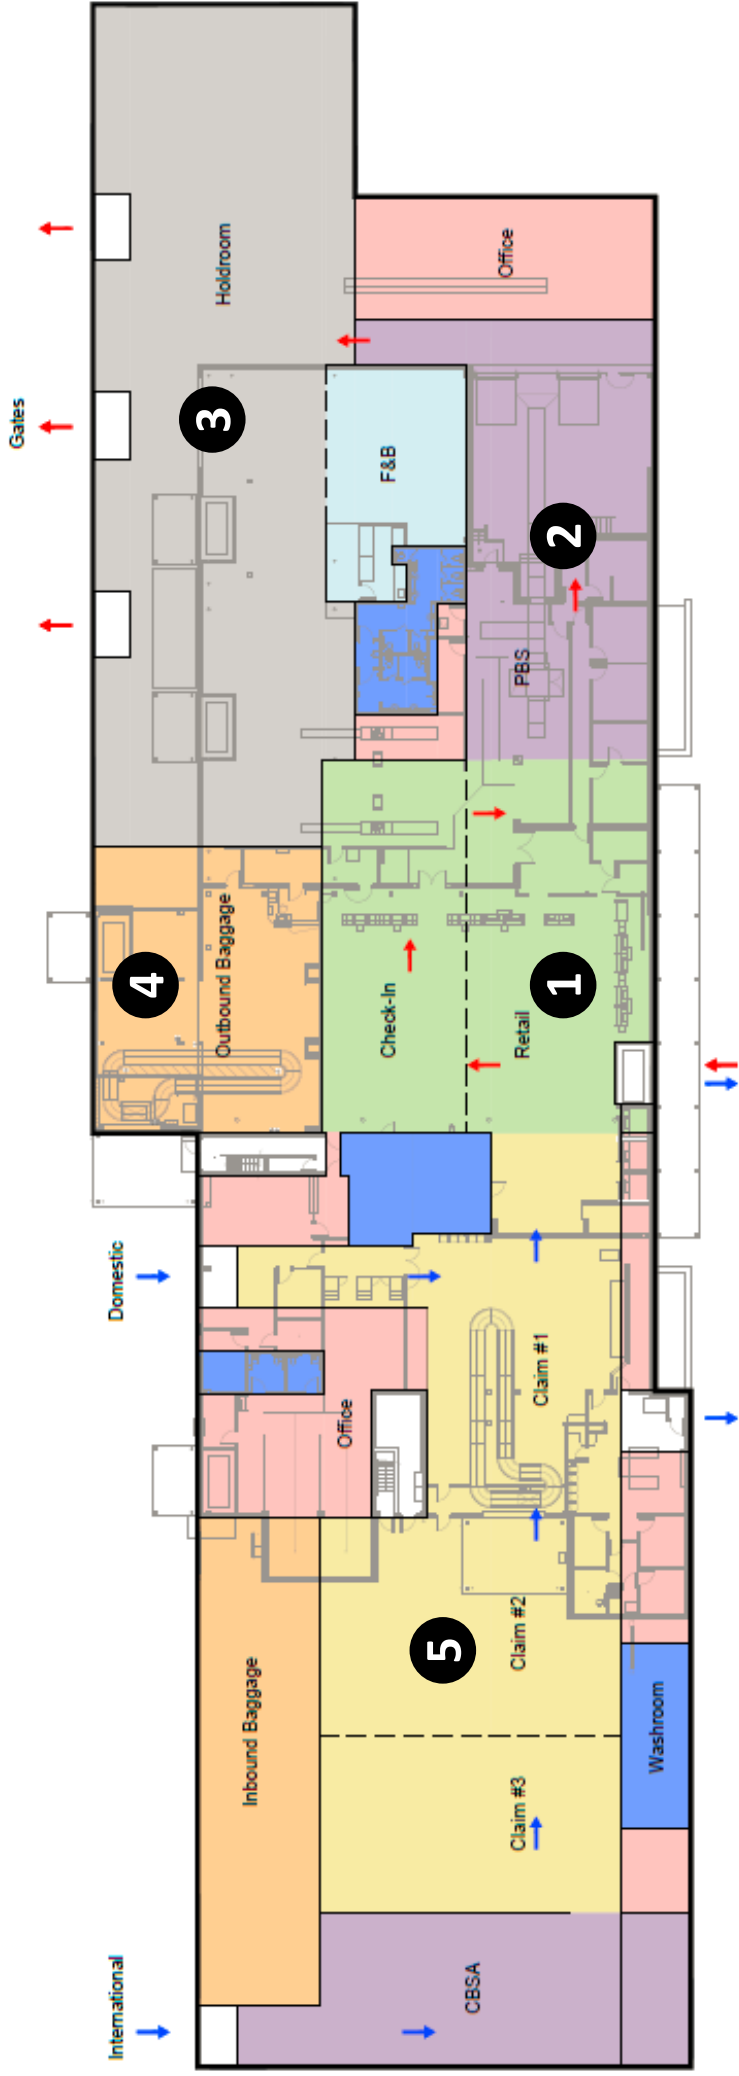 International
Domestic
Gates
Inbound Baggage
Office
4
Outbound Baggage
3
Holdroom
CBSA
Claim #3
5
Claim #2
Claim #1
Check-In
F&B
Washroom
Retail
1
PBS
2
Office